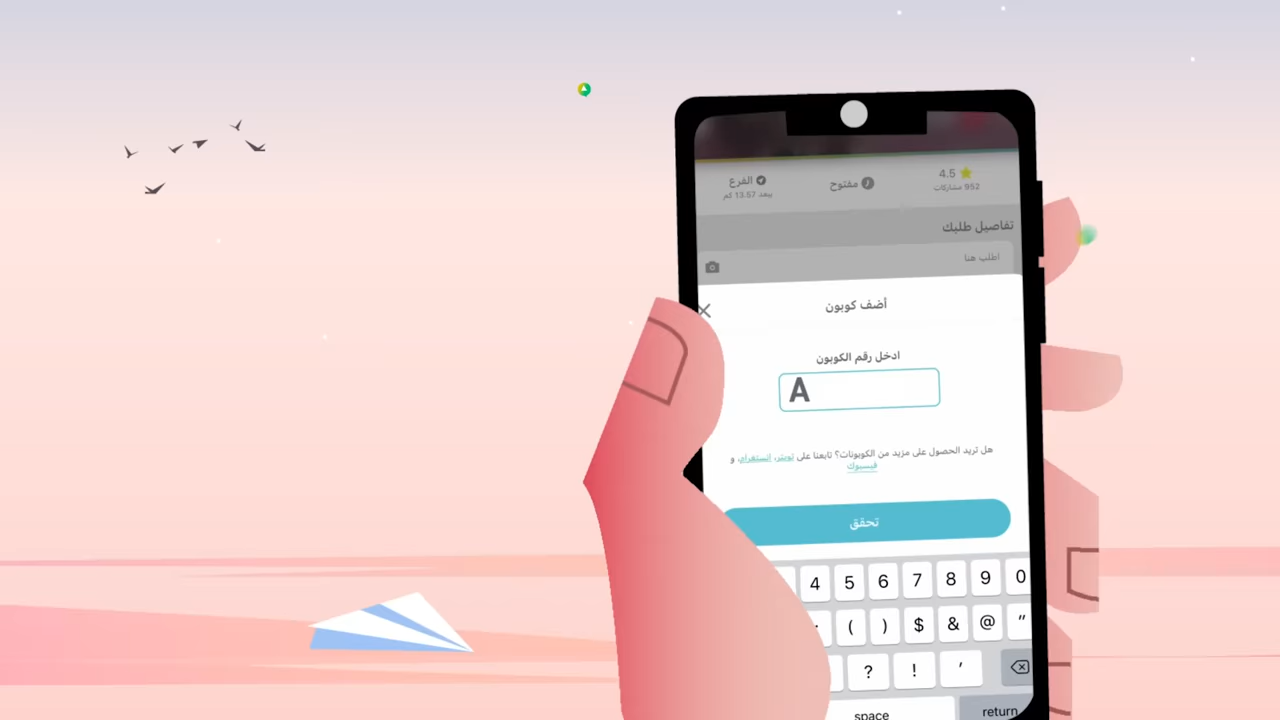 4.5 مفتوح الفرع
952 مشاركات يبعد 13.57 كم
تفاصيل طلبك
اطلب هنا
أضف كوبون
ادخل رقم الكوبون
A
هل تريد الحصول على مزيد من الكوبونات؟ تابعنا على تويتر، انستغرام، و
فيسبوك
تحقق
4 5 6 7 8 9 0
( ) $ & @ "
? ! ′
space return